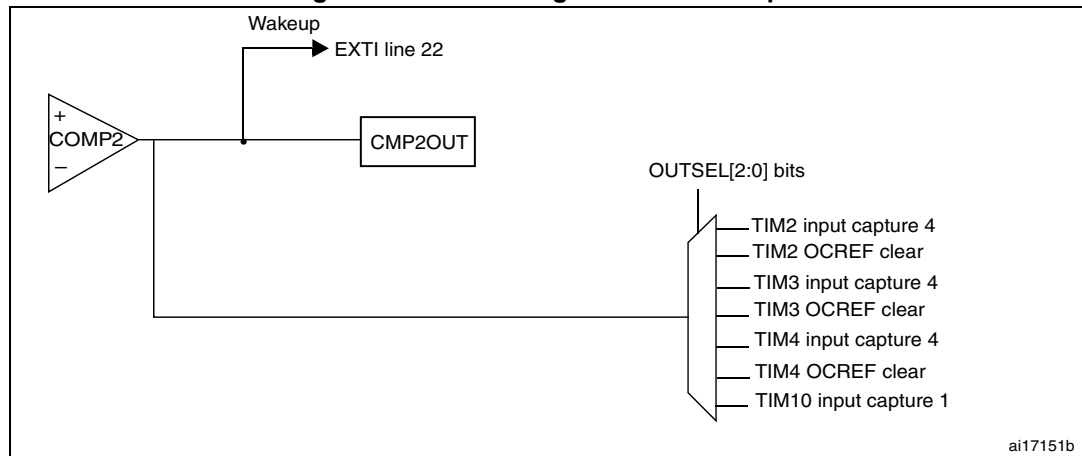 Wakeup
EXTI line 22
+
COMP2
−
CMP2OUT
OUTSEL[2:0] bits
TIM2 input capture 4
TIM2 OCREF clear
TIM3 input capture 4
TIM3 OCREF clear
TIM4 input capture 4
TIM4 OCREF clear
TIM10 input capture 1
ai17151b